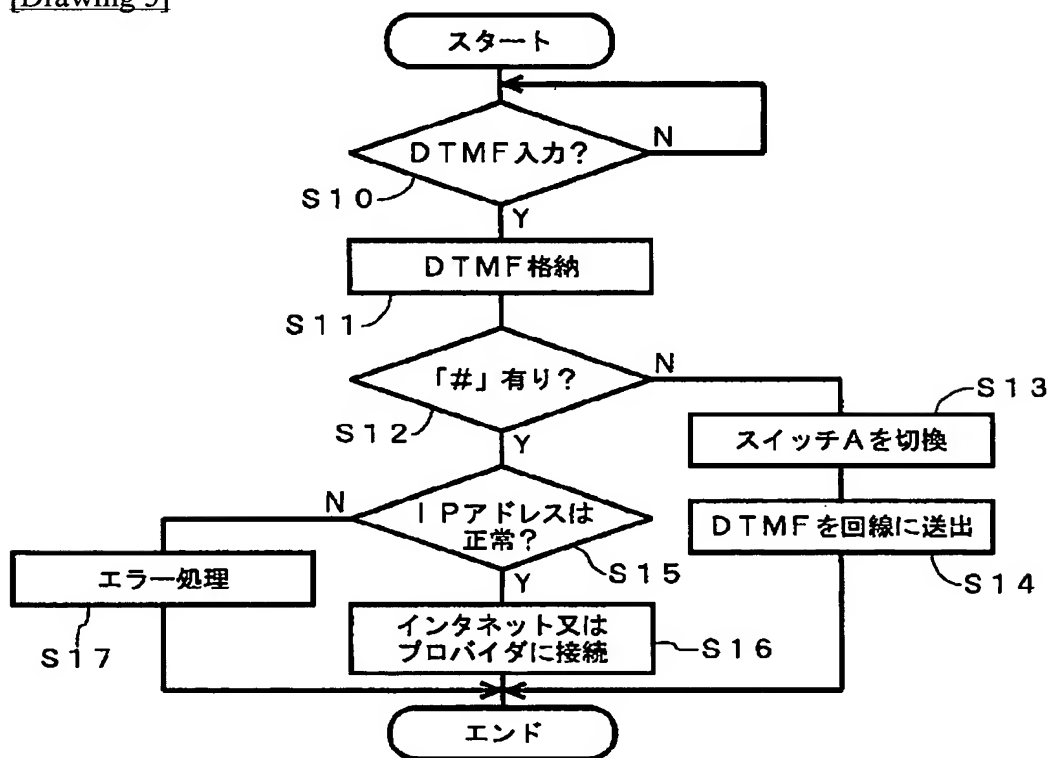 スタート
DTMF入力?
N
S10
Y
DTMF格納
S11
「#」有り?
N
S12
Y
S13
スイッチAを切換
IPアドレスは
正常?
N
S15
Y
DTMFを回線に送出
S14
エラー処理
S17
インタネット又は
プロバイダに接続
S16
エンド